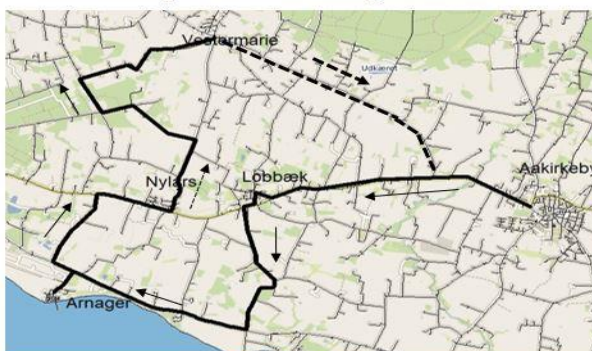 Vestermarie
Udkæret
Nylars
Lobbæk
Aakirkeby
Arnager